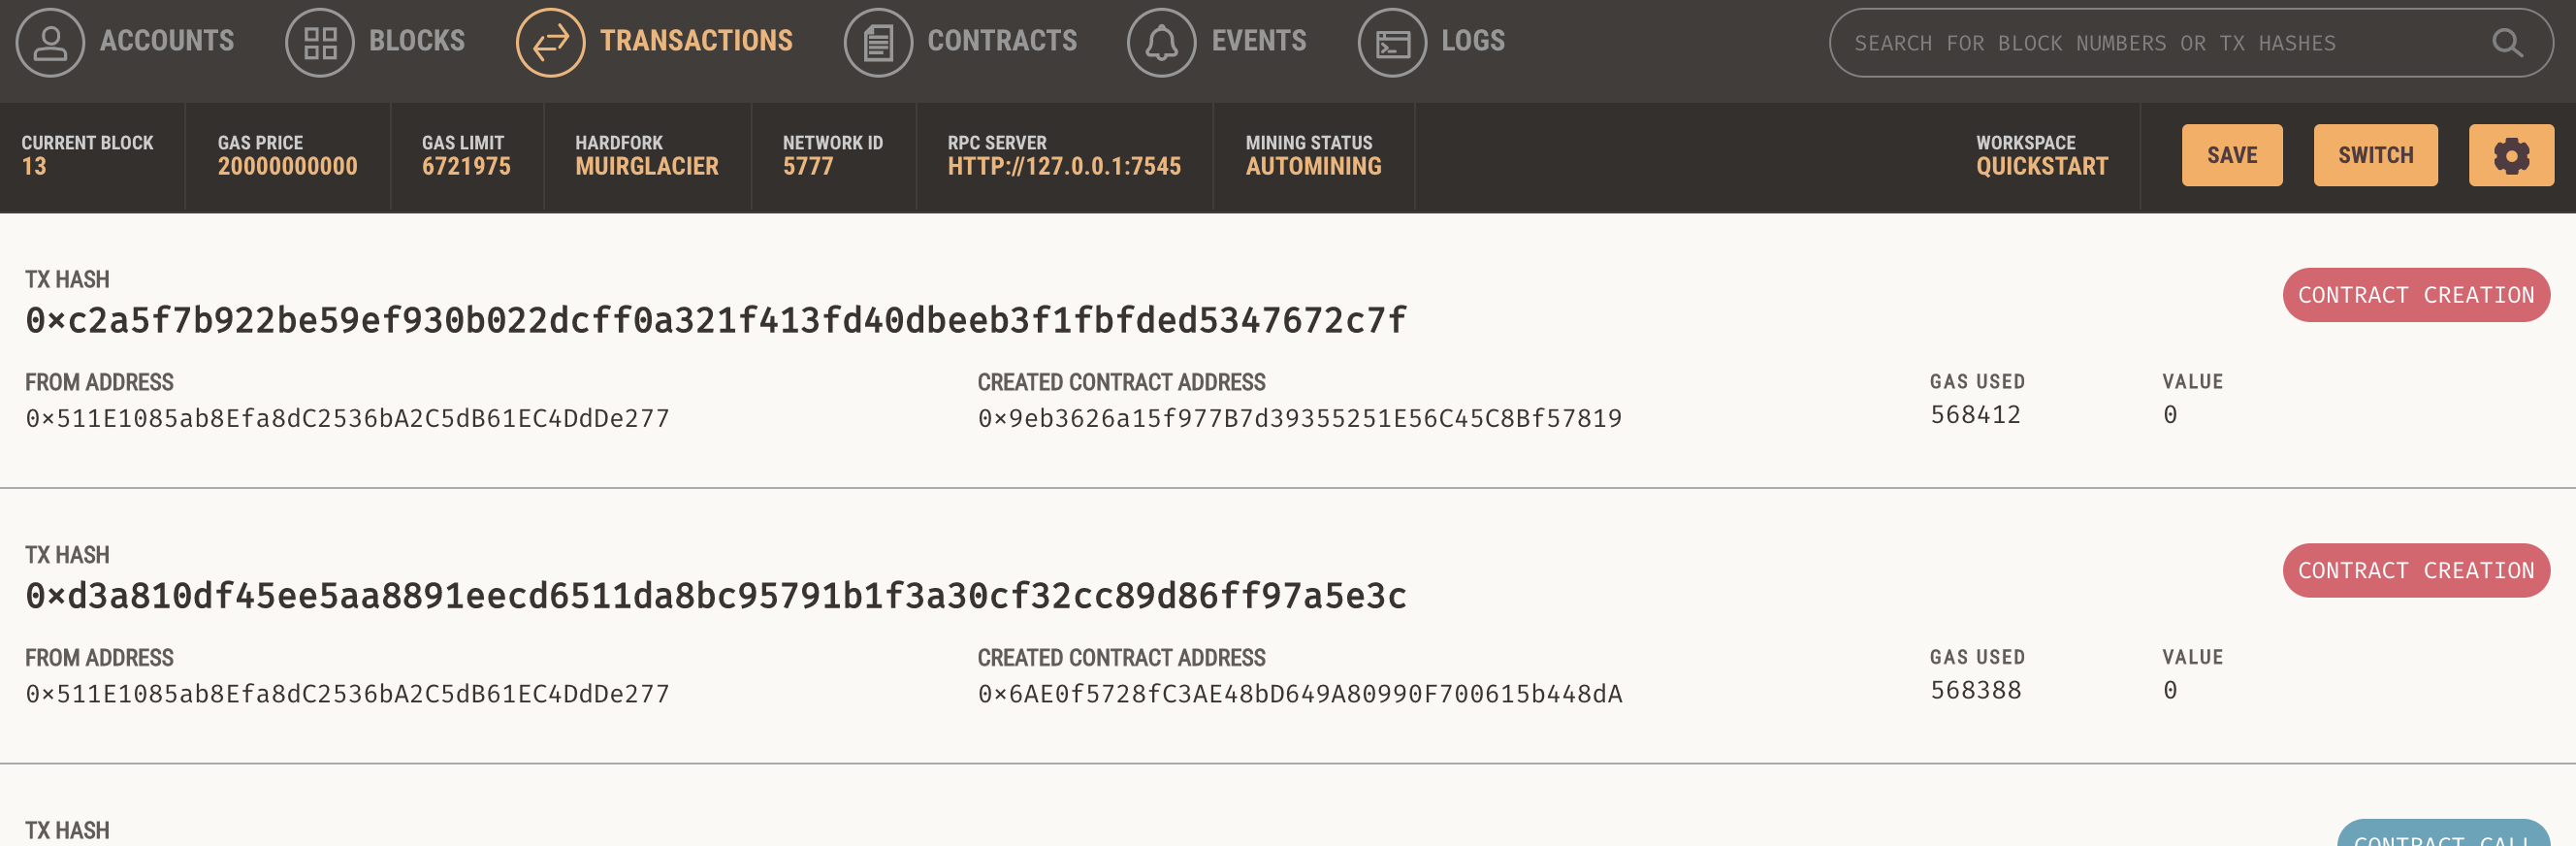 ACCOUNTS BLOCKS TRANSACTIONS CONTRACTS EVENTS LOGS SEARCH FOR BLOCK NUMBERS OR TX HASHES
CURRENT BLOCK GAS PRICE GAS LIMIT HARDFORK NETWORK ID RPC SERVER MINING STATUS WORKSPACE
13 20000000000 6721975 MUIRGLACIER 5777 HTTP://127.0.0.1:7545 AUTOMINING QUICKSTART SAVE SWITCH
TX HASH
0×c2a5f7b922be59ef930b022dcff0a321f413fd40dbeeb3f1fbfded5347672c7f CONTRACT CREATION
FROM ADDRESS CREATED CONTRACT ADDRESS GAS USED VALUE
0×511E1085ab8Efa8dC2536bA2C5dB61EC4DdDe277 0×9eb3626a15f977B7d39355251E56C45C8Bf57819 568412 0
TX HASH
0×d3a810df45ee5aa8891eecd6511da8bc95791b1f3a30cf32cc89d86ff97a5e3c CONTRACT CREATION
FROM ADDRESS CREATED CONTRACT ADDRESS GAS USED VALUE
0×511E1085ab8Efa8dC2536bA2C5dB61EC4DdDe277 0×6AE0f5728fC3AE48bD649A80990F700615b448dA 568388 0
TX HASH CONTRACT CALL